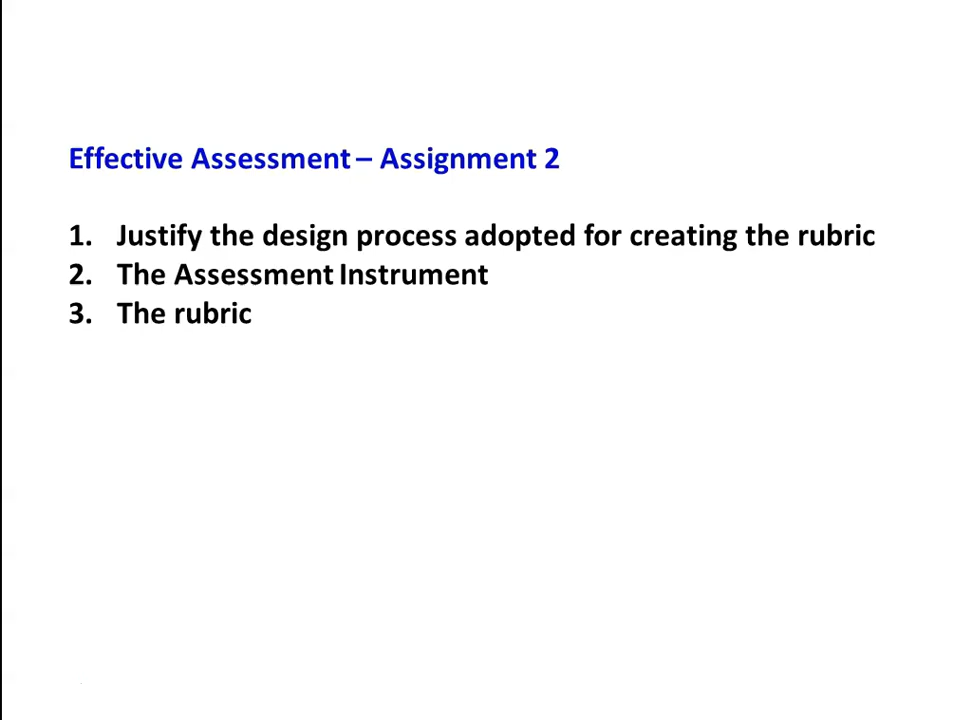 Effective Assessment – Assignment 2
1. Justify the design process adopted for creating the rubric
2. The Assessment Instrument
3. The rubric